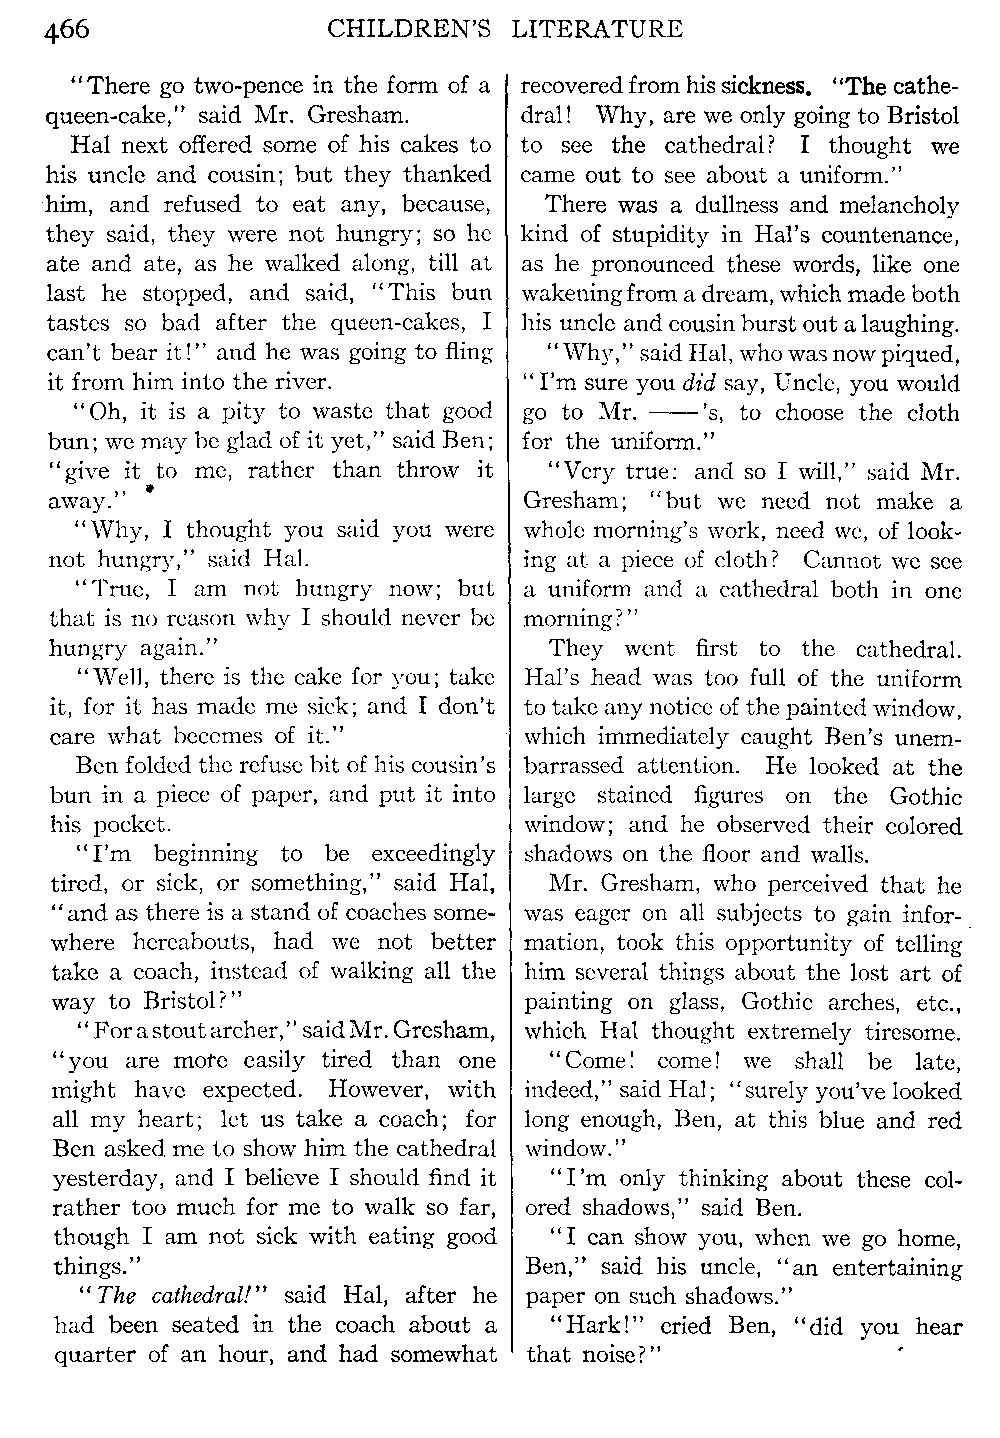 466 CHILDREN'S LITERATURE
"There go two-pence in the form of a
queen-cake," said Mr. Gresham.
Hal next offered some of his cakes to
his uncle and cousin; but they thanked
him, and refused to eat any, because,
they said, they were not hungry; so he
ate and ate, as he walked along, till at
last he stopped, and said, "This bun
tastes so bad after the queen-cakes, I
can't bear it!" and he was going to fling
it from him into the river.
"Oh, it is a pity to waste that good
bun; we may be glad of it yet," said Ben;
"give it to me, rather than throw it
away."
"Why, I thought you said you were
not hungry," said Hal.
"True, I am not hungry now; but
that is no reason why I should never be
hungry again."
"Well, there is the cake for you; take
it, for it has made me sick; and I don't
care what becomes of it."
Ben folded the refuse bit of his cousin's
bun in a piece of paper, and put it into
his pocket.
"I'm beginning to be exceedingly
tired, or sick, or something," said Hal,
"and as there is a stand of coaches some-
where hereabouts, had we not better
take a coach, instead of walking all the
way to Bristol?"
"For a stout archer," said Mr. Gresham,
"you are more easily tired than one
might have expected. However, with
all my heart; let us take a coach; for
Ben asked me to show him the cathedral
yesterday, and I believe I should find it
rather too much for me to walk so far,
though I am not sick with eating good
things."
"The cathedral!" said Hal, after he
had been seated in the coach about a
quarter of an hour, and had somewhat
recovered from his sickness. "The cathe-
dral! Why, are we only going to Bristol
to see the cathedral? I thought we
came out to see about a uniform."
There was a dullness and melancholy
kind of stupidity in Hal's countenance,
as he pronounced these words, like one
wakening from a dream, which made both
his uncle and cousin burst out a laughing.
"Why," said Hal, who was now piqued,
"I'm sure you did say, Uncle, you would
go to Mr. ——'s, to choose the cloth
for the uniform."
"Very true: and so I will," said Mr.
Gresham; "but we need not make a
whole morning's work, need we, of look-
ing at a piece of cloth? Cannot we see
a uniform and a cathedral both in one
morning?"
They went first to the cathedral.
Hal's head was too full of the uniform
to take any notice of the painted window,
which immediately caught Ben's unem-
barrassed attention. He looked at the
large stained figures on the Gothic
window; and he observed their colored
shadows on the floor and walls.
Mr. Gresham, who perceived that he
was eager on all subjects to gain infor-
mation, took this opportunity of telling
him several things about the lost art of
painting on glass, Gothic arches, etc.,
which Hal thought extremely tiresome.
"Come! come! we shall be late,
indeed," said Hal; "surely you've looked
long enough, Ben, at this blue and red
window."
"I'm only thinking about these col-
ored shadows," said Ben.
"I can show you, when we go home,
Ben," said his uncle, "an entertaining
paper on such shadows."
"Hark!" cried Ben, "did you hear
that noise?"